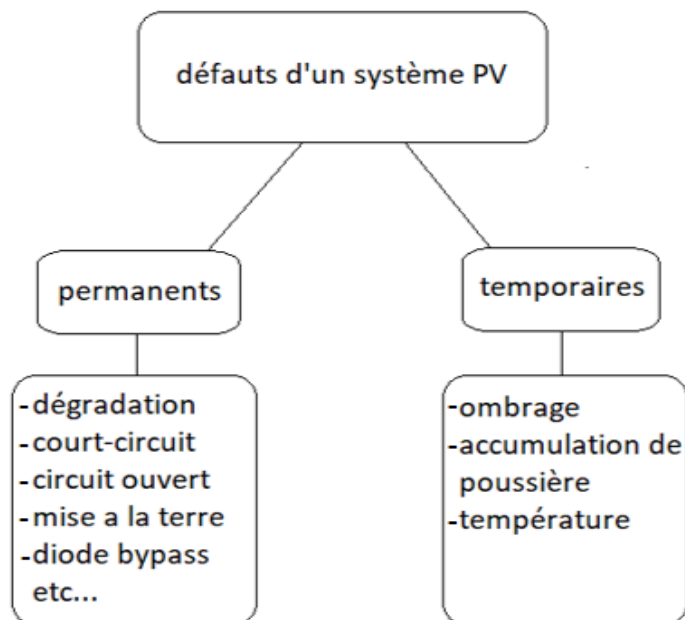 défauts d'un système PV
permanents
temporaires
-dégradation
-court-circuit
-circuit ouvert
-mise a la terre
-diode bypass
etc...
-ombrage
-accumulation de
poussière
-température